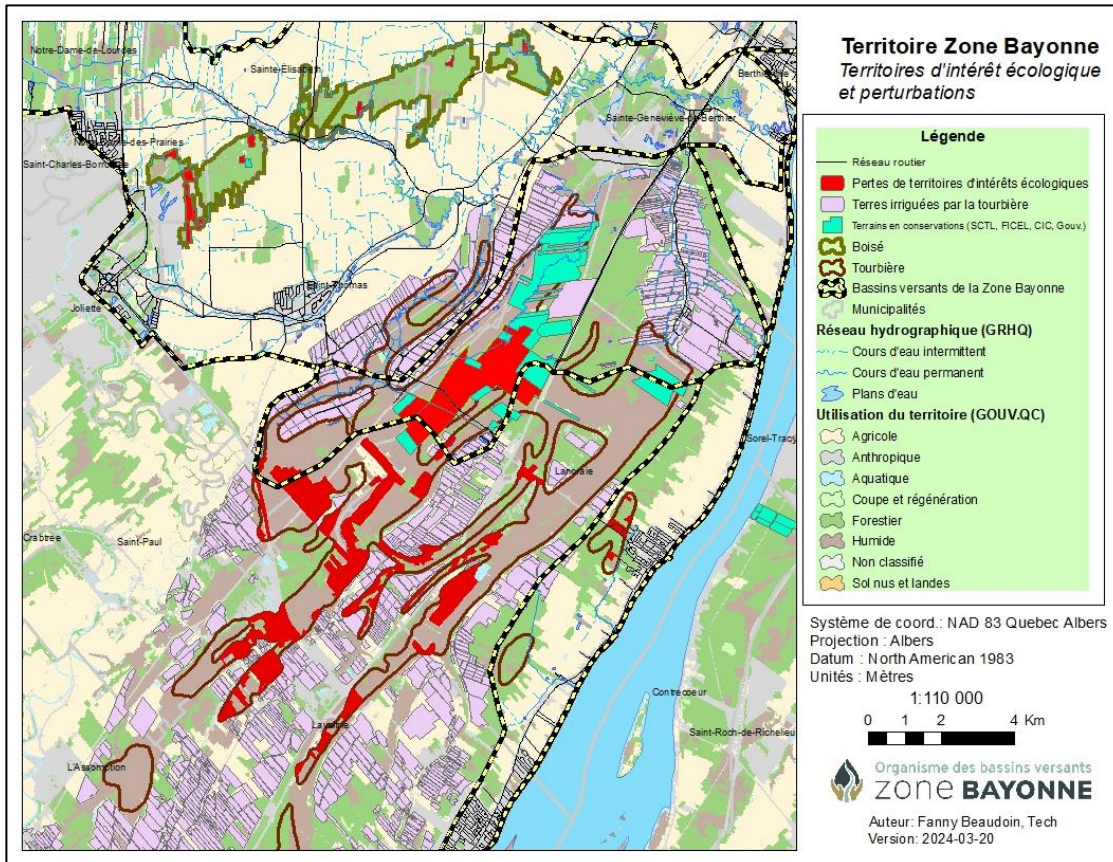 Territoire Zone Bayonne
Territoires d'intérêt écologique
et perturbations
Légende
Réseau routier
Pertes de territoires d'intérêts écologiques
Terres irriguées par la tourbière
Terrains en conservations (SCTL, FICEL, CIC, Gouv.)
Boisé
Tourbière
Bassins versants de la Zone Bayonne
Municipalités
Réseau hydrographique (GRHQ)
Cours d'eau intermittent
Cours d'eau permanent
Plans d'eau
Utilisation du territoire (GOUV.QC)
Agricole
Anthropique
Aquatique
Coupe et régénération
Forestier
Humide
Non classifié
Sol nus et landes
Système de coord.: NAD 83 Quebec Albers
Projection : Albers
Datum : North American 1983
Unités : Mètres
1:110 000
0 1 2 4 Km
Organisme des bassins versants
zone BAYONNE
Auteur: Fanny Beaudoin, Tech
Version: 2024-03-20
Notre-Dame-de-Lourdes
Sainte-Élisabeth
Sainte-Geneviève-de-Berthier
Saint-Thomas
Joliette
Sorel-Tracy
Lanoraie
Crabtree
Saint-Paul
Contrecoeur
Saint-Roch-de-Richelieu
Lavaltrie
L'Assomption